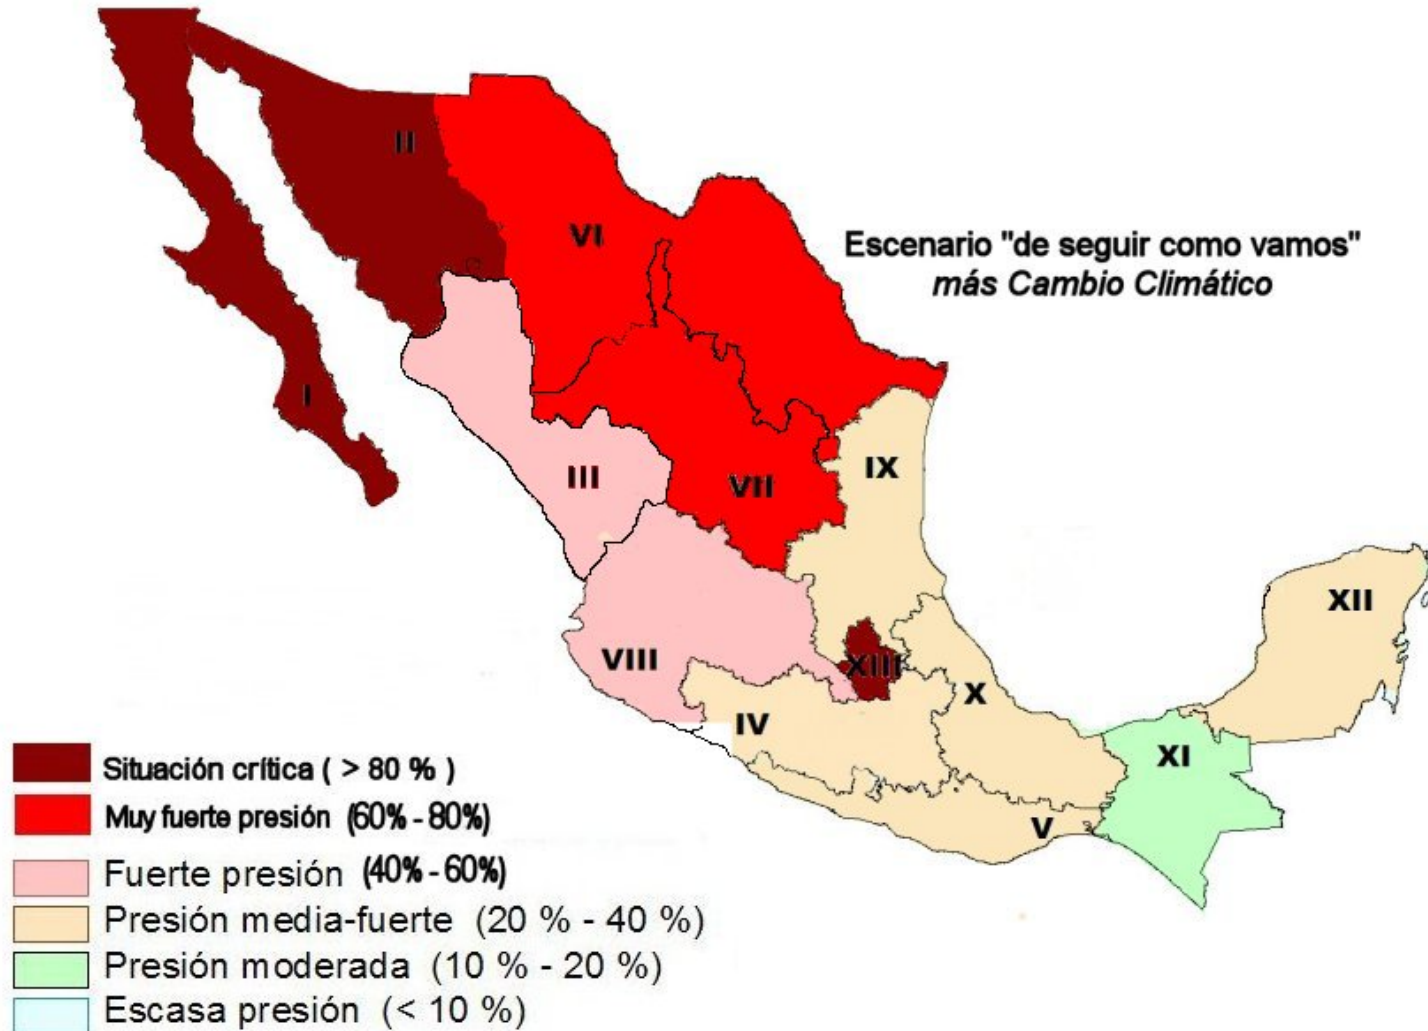 II
VI
Escenario "de seguir como vamos"
más Cambio Climático
I
III
VII
IX
XII
VIII
XIII
IV
X
XI
V
Situación crítica ( > 80 % )
Muy fuerte presión (60% - 80%)
Fuerte presión (40% - 60%)
Presión media-fuerte (20 % - 40 %)
Presión moderada (10 % - 20 %)
Escasa presión (< 10 %)